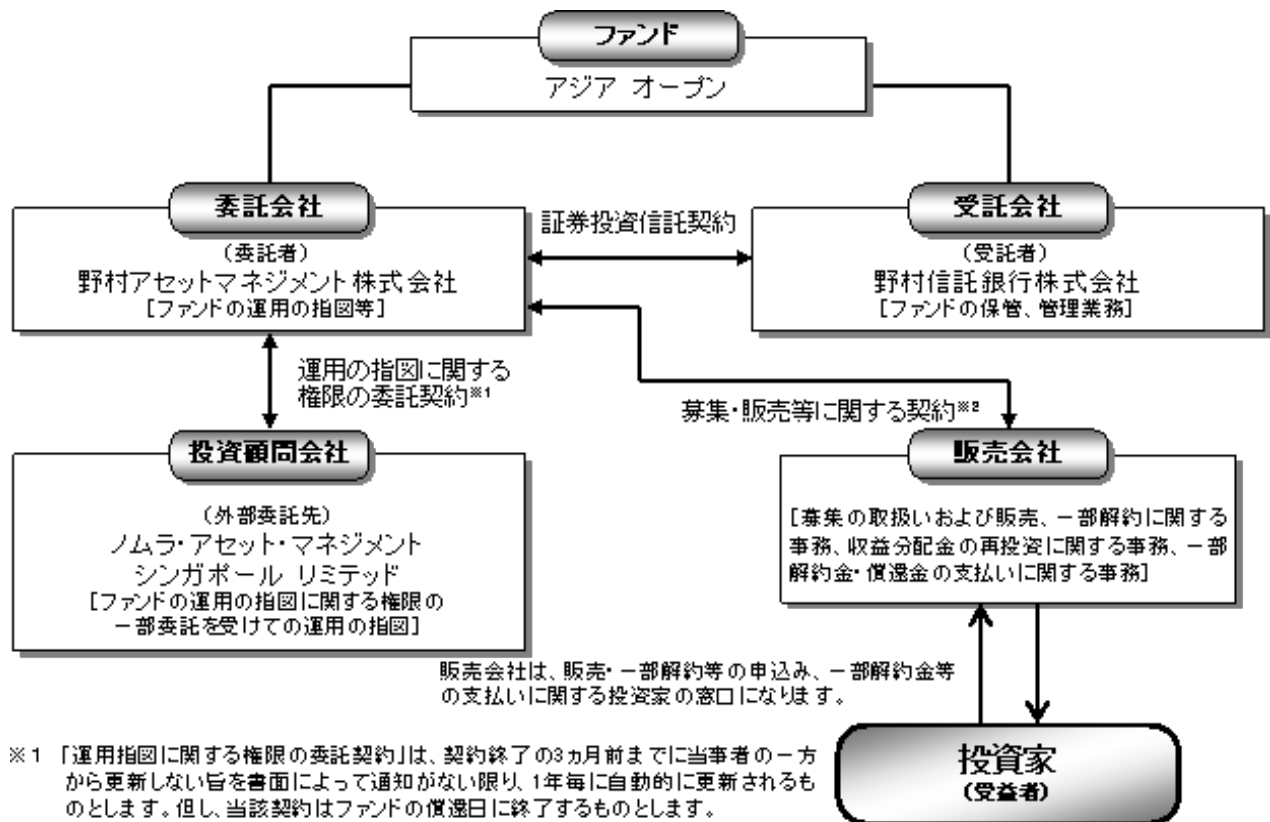 ファンド
アジア オープン
委託会社
(委託者)
野村アセットマネジメント株式会社
[ファンドの運用の指図等]
証券投資信託契約
受託会社
(受託者)
野村信託銀行株式会社
[ファンドの保管、管理業務]
運用の指図に関する
権限の委託契約※1
募集・販売等に関する契約※2
投資顧問会社
(外部委託先)
ノムラ・アセット・マネジメント
シンガポール リミテッド
[ファンドの運用の指図に関する権限の
一部委託を受けての運用の指図]
販売会社
[募集の取扱いおよび販売、一部解約に関する
事務、収益分配金の再投資に関する事務、一部
解約金・償還金の支払いに関する事務]
販売会社は、販売・一部解約等の申込み、一部解約金等
の支払いに関する投資家の窓口になります。
投資家
(受益者)
※1 「運用指図に関する権限の委託契約」は、契約終了の3ヵ月前までに当事者の一方
から更新しない旨を書面によって通知がない限り、1年毎に自動的に更新されるも
のとします。但し、当該契約はファンドの償還日に終了するものとします。